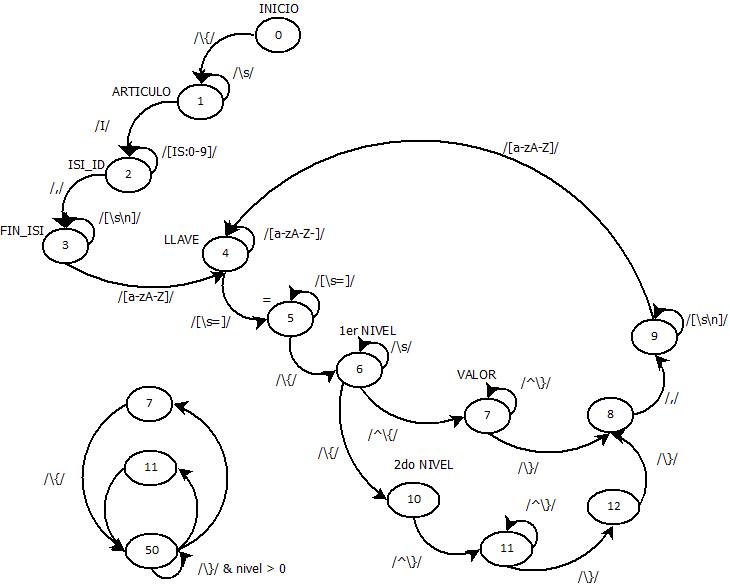 INICIO
0
/\{/
/\s/
ARTICULO
1
/I/
/[IS:0-9]/
ISI_ID
2
/,/
/[\s\n]/
FIN_ISI
3
/[a-zA-Z]/
/[a-zA-Z]/
LLAVE
4
/[a-zA-Z-]/
/[\s=]/
=
5
/[\s=]/
/\{/
1er NIVEL
6
/\s/
/^\{/
VALOR
7
/^\}/
/\}/
8
/,/
9
/[\s\n]/
/\{/
2do NIVEL
10
/^\}/
11
/^\}/
/\}/
12
/\}/
7
/\{/
11
50
/\}/ & nivel > 0